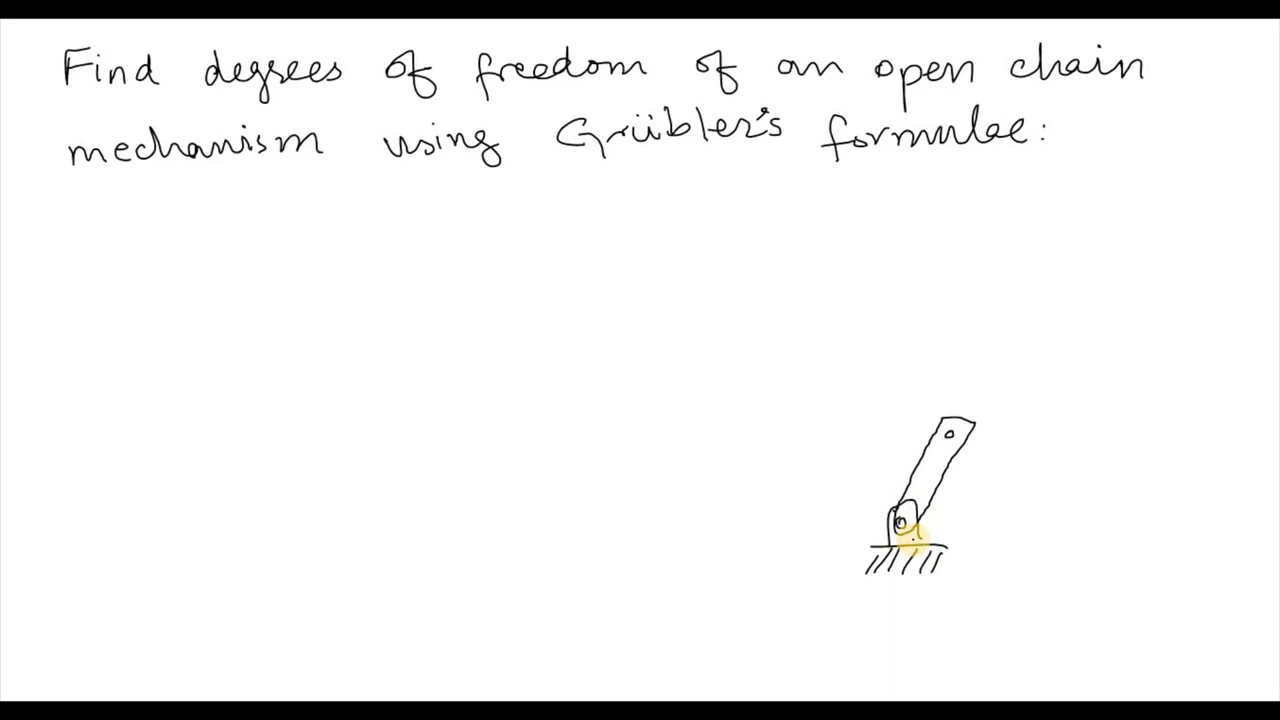 Find degrees of freedom of an open chain
mechanism using Grübler's formulae: